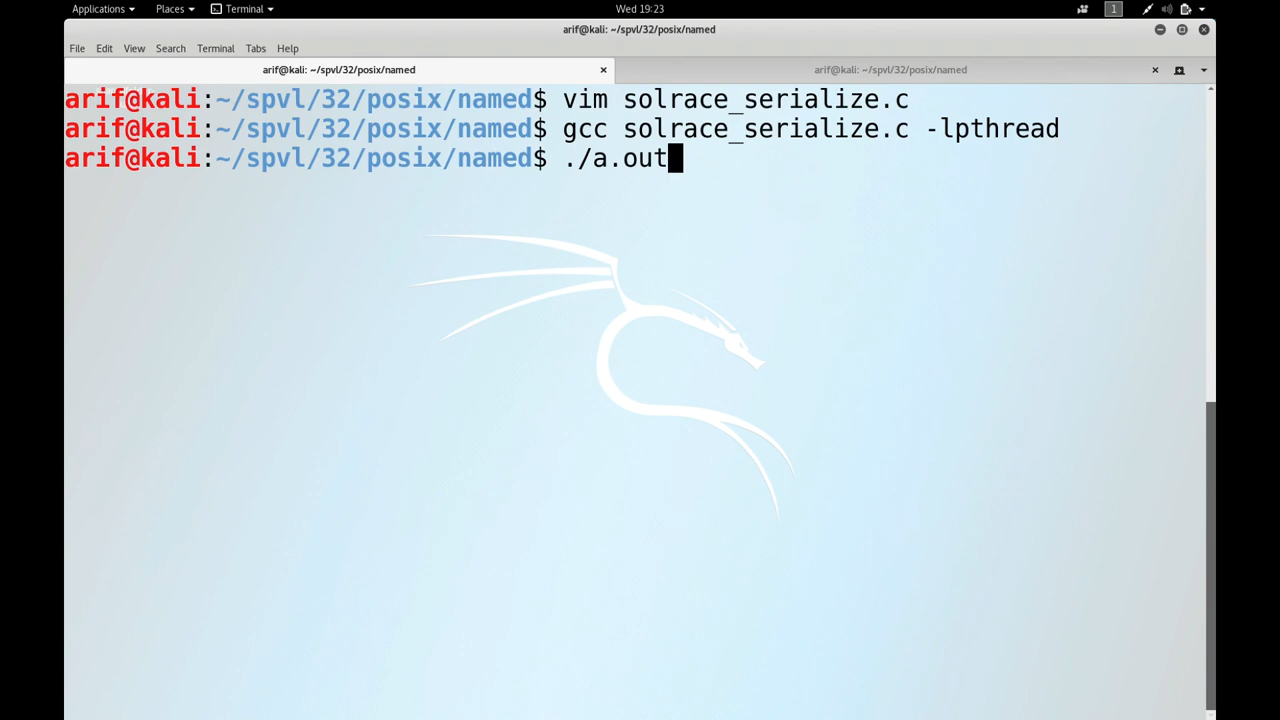 Applications Places Terminal Wed 19:23 1
arif@kali: ~/spvl/32/posix/named
File Edit View Search Terminal Tabs Help
arif@kali: ~/spvl/32/posix/named arif@kali: ~/spvl/32/posix/named
arif@kali:~/spvl/32/posix/named$ vim solrace_serialize.c
arif@kali:~/spvl/32/posix/named$ gcc solrace_serialize.c -lpthread
arif@kali:~/spvl/32/posix/named$ ./a.out